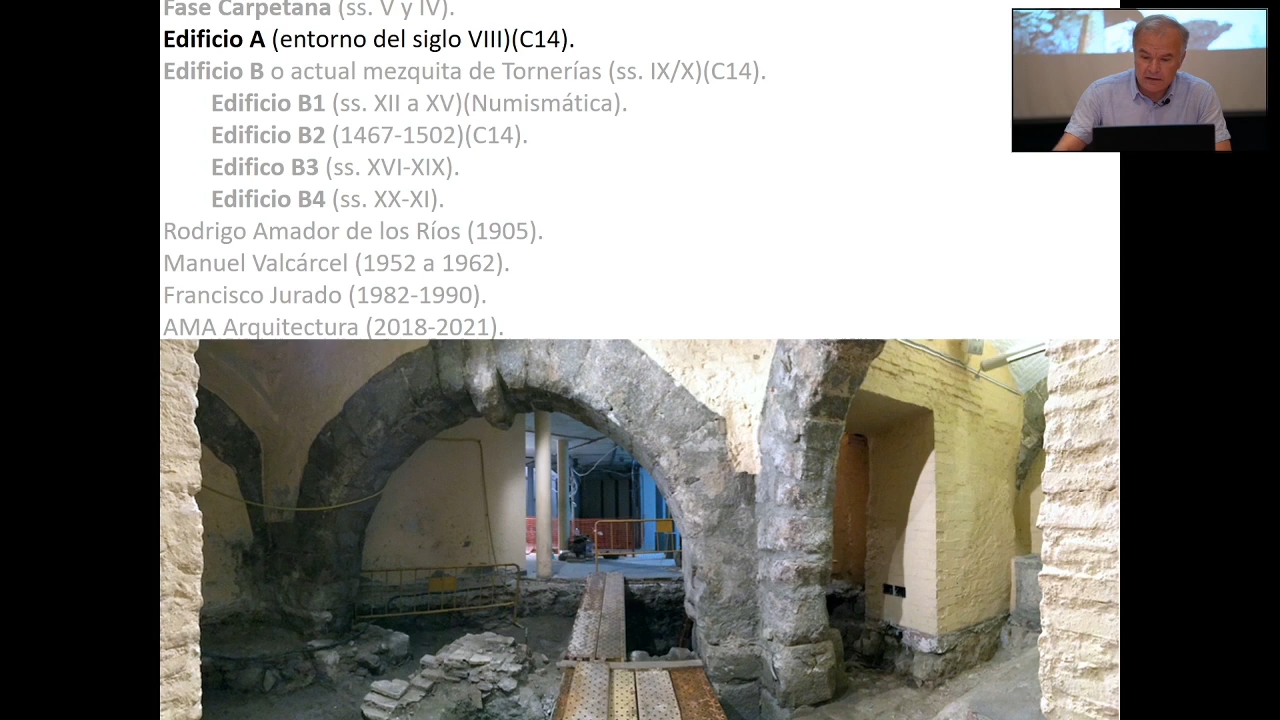 Fase Carpetana (ss. V y IV).
Edificio A (entorno del siglo VIII)(C14).
Edificio B o actual mezquita de Tornerías (ss. IX/X)(C14).
Edificio B1 (ss. XII a XV)(Numismática).
Edificio B2 (1467-1502)(C14).
Edifico B3 (ss. XVI-XIX).
Edificio B4 (ss. XX-XI).
Rodrigo Amador de los Ríos (1905).
Manuel Valcárcel (1952 a 1962).
Francisco Jurado (1982-1990).
AMA Arquitectura (2018-2021).